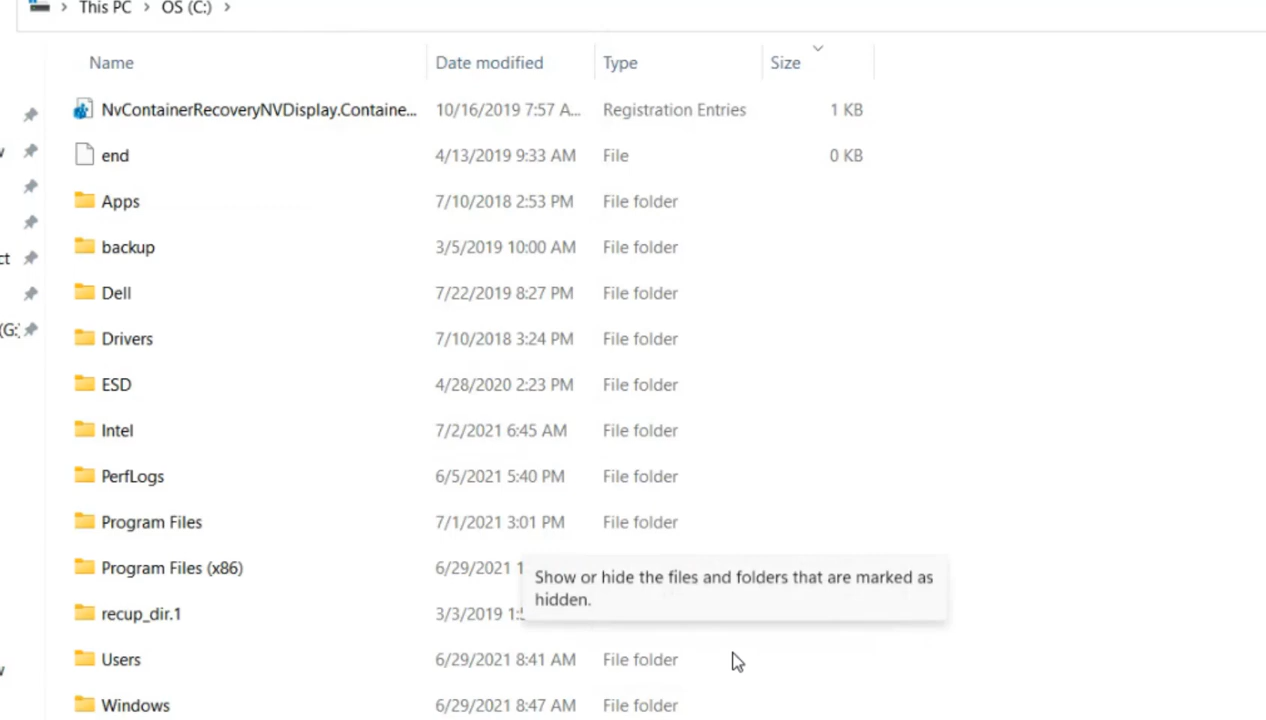 This PC > OS (C:) >
Name Date modified Type Size
NvContainerRecoveryNVDisplay.Containe... 10/16/2019 7:57 A... Registration Entries 1 KB
end 4/13/2019 9:33 AM File 0 KB
Apps 7/10/2018 2:53 PM File folder
backup 3/5/2019 10:00 AM File folder
Dell 7/22/2019 8:27 PM File folder
(G:)
Drivers 7/10/2018 3:24 PM File folder
ESD 4/28/2020 2:23 PM File folder
Intel 7/2/2021 6:45 AM File folder
PerfLogs 6/5/2021 5:40 PM File folder
Program Files 7/1/2021 3:01 PM File folder
Program Files (x86) 6/29/2021 1
Show or hide the files and folders that are marked as
hidden.
recup_dir.1 3/3/2019
Users 6/29/2021 8:41 AM File folder
Windows 6/29/2021 8:47 AM File folder